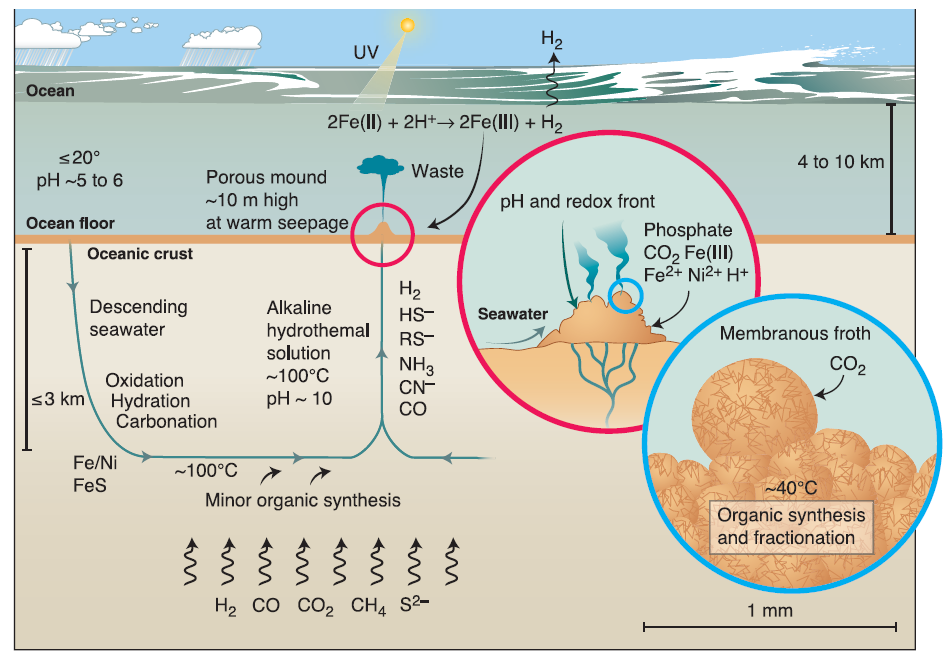 H₂
UV
Ocean
2Fe(II) + 2H⁺→ 2Fe(III) + H₂
≤20°
pH ~5 to 6
4 to 10 km
Waste
Porous mound
~10 m high
at warm seepage
Ocean floor
Oceanic crust
pH and redox front
Phosphate
CO₂ Fe(III)
Fe²⁺ Ni²⁺ H⁺
Seawater
Descending
seawater
Alkaline
hydrothemal
solution
~100°C
pH ~ 10
H₂
HS⁻
RS⁻
NH₃
CN⁻
CO
Membranous froth
CO₂
Oxidation
Hydration
Carbonation
≤3 km
Fe/Ni
FeS
~100°C
Minor organic synthesis
~40°C
Organic synthesis
and fractionation
H₂ CO CO₂ CH₄ S²⁻
1 mm